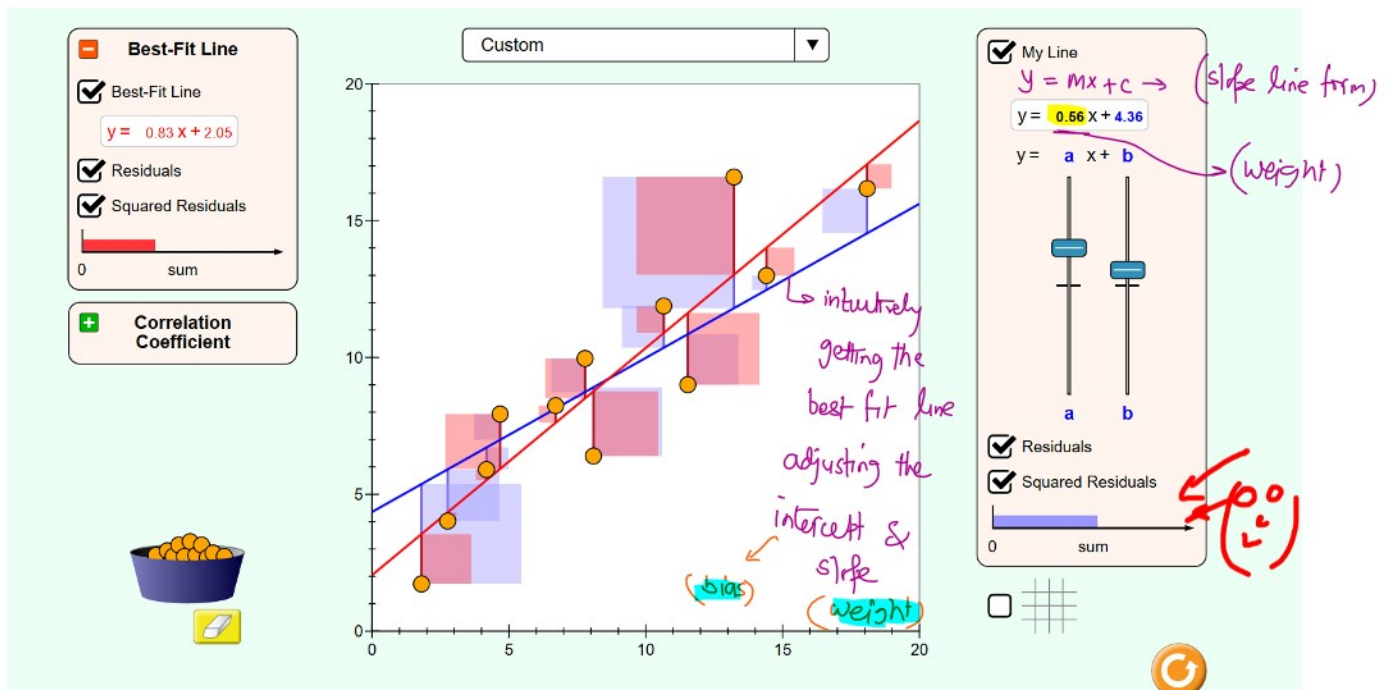 Best-Fit Line
Best-Fit Line
y = 0.83 x + 2.05
Residuals
Squared Residuals
0
sum
Correlation
Coefficient
Custom
20
15
10
5
0
0
5
10
15
20
intuitively
getting the
best fit line
adjusting the
intercept &
slope
(bias)
(weight)
My Line
y = mx + c → (slope line form)
y = 0.56 x + 4.36
y = a x + b
(weight)
a
b
Residuals
Squared Residuals
0
sum